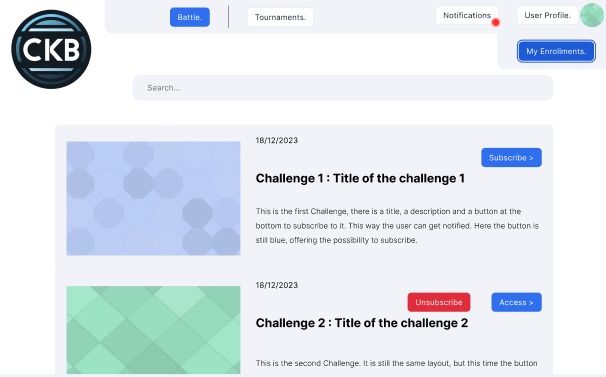 CKB
Battle.
Tournaments.
Notifications
User Profile.
My Enrollments.
Search...
18/12/2023
Subscribe >
Challenge 1 : Title of the challenge 1
This is the first Challenge, there is a title, a description and a button at the
bottom to subscribe to it. This way the user can get notified. Here the button is
still blue, offering the possibility to subscribe.
18/12/2023
Unsubscribe
Access >
Challenge 2 : Title of the challenge 2
This is the second Challenge. It is still the same layout, but this time the button